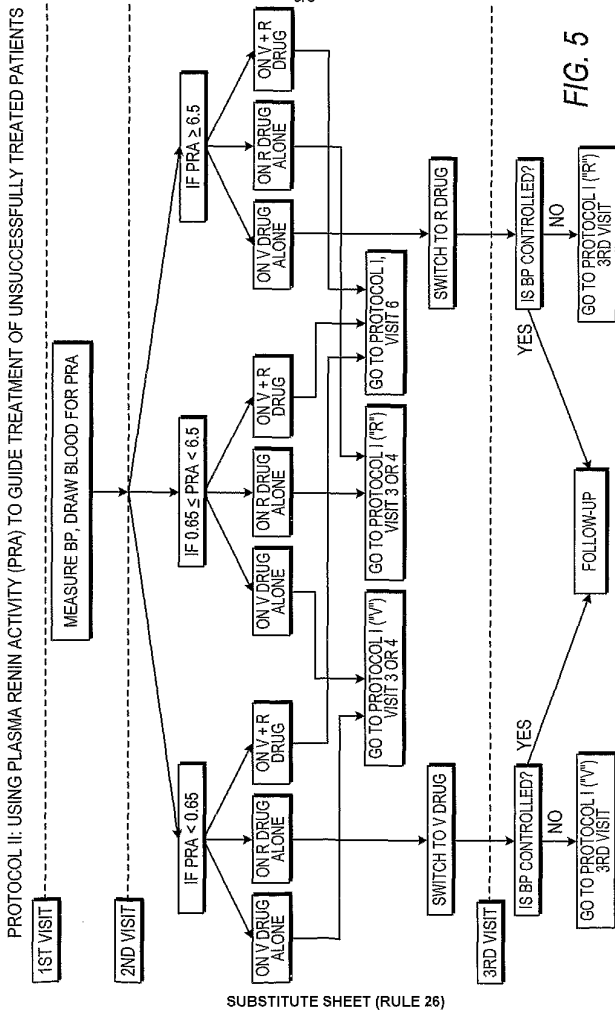 PROTOCOL II: USING PLASMA RENIN ACTIVITY (PRA) TO GUIDE TREATMENT OF UNSUCCESSFULLY TREATED PATIENTS
1ST VISIT
MEASURE BP, DRAW BLOOD FOR PRA
2ND VISIT
IF PRA < 0.65
IF 0.65 ≤ PRA < 6.5
IF PRA ≥ 6.5
ON V DRUG
ALONE
ON R DRUG
ALONE
ON V + R
DRUG
ON V DRUG
ALONE
ON R DRUG
ALONE
ON V + R
DRUG
ON V DRUG
ALONE
ON R DRUG
ALONE
ON V + R
DRUG
GO TO PROTOCOL I ("V")
VISIT 3 OR 4
GO TO PROTOCOL I ("R")
VISIT 3 OR 4
GO TO PROTOCOL I,
VISIT 6
SWITCH TO V DRUG
SWITCH TO R DRUG
3RD VISIT
IS BP CONTROLLED?
YES
NO
IS BP CONTROLLED?
YES
NO
GO TO PROTOCOL I ("V")
3RD VISIT
FOLLOW-UP
GO TO PROTOCOL I ("R")
3RD VISIT
FIG. 5
SUBSTITUTE SHEET (RULE 26)